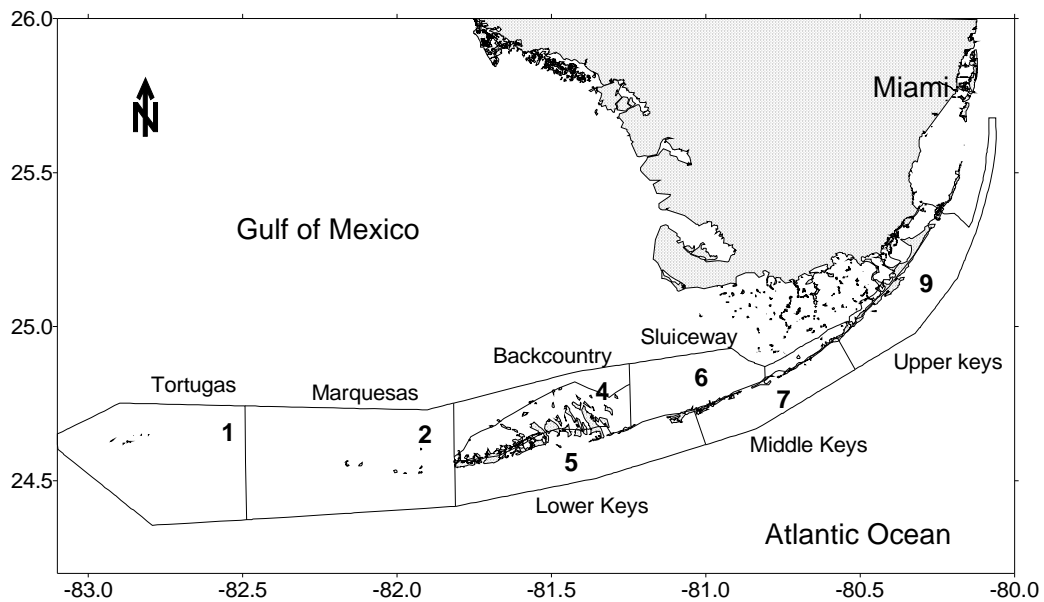 26.0
Miami
N
25.5
Gulf of Mexico
9
25.0
Sluiceway
Backcountry
Upper keys
6
Tortugas
Marquesas
4
7
1
2
Middle Keys
5
24.5
Lower Keys
Atlantic Ocean
-83.0 -82.5 -82.0 -81.5 -81.0 -80.5 -80.0